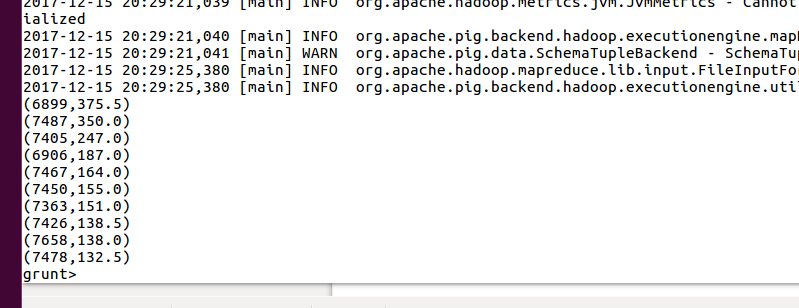 2017-12-15 20:29:21,039 [main] INFO  org.apache.hadoop.metrics.jvm.JvmMetrics - Cannot
ialized
2017-12-15 20:29:21,040 [main] INFO  org.apache.pig.backend.hadoop.executionengine.map
2017-12-15 20:29:21,041 [main] WARN  org.apache.pig.data.SchemaTupleBackend - SchemaTup
2017-12-15 20:29:25,380 [main] INFO  org.apache.hadoop.mapreduce.lib.input.FileInputFo
2017-12-15 20:29:25,380 [main] INFO  org.apache.pig.backend.hadoop.executionengine.util
(6899,375.5)
(7487,350.0)
(7405,247.0)
(6906,187.0)
(7467,164.0)
(7450,155.0)
(7363,151.0)
(7426,138.5)
(7658,138.0)
(7478,132.5)
grunt>